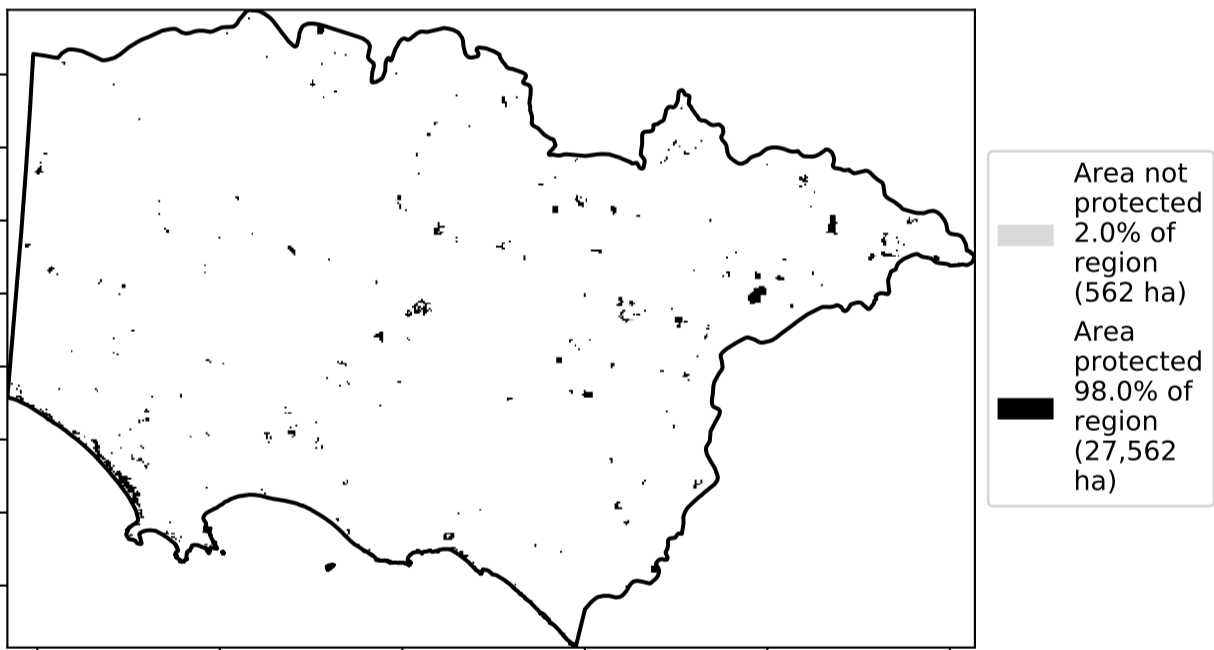 Area not
protected
2.0% of
region
(562 ha)
Area
protected
98.0% of
region
(27,562
ha)